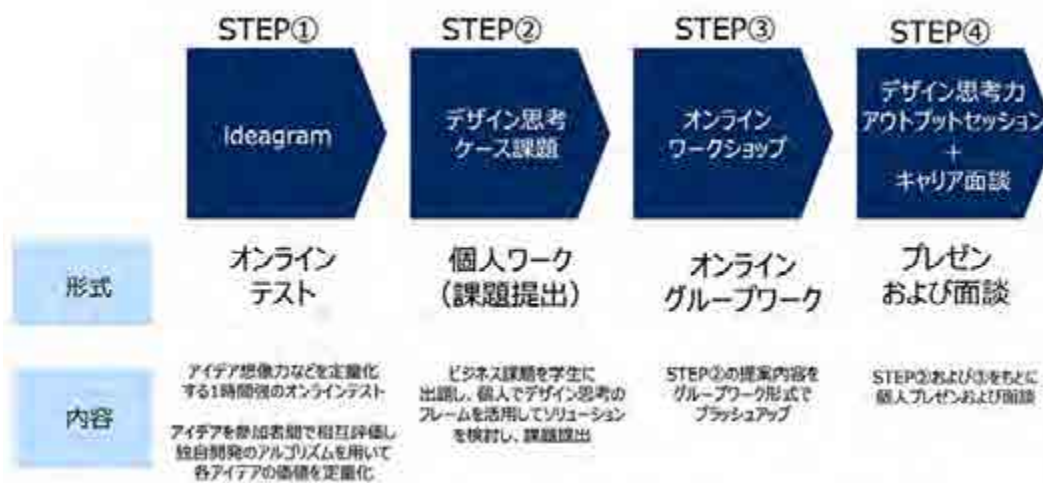 STEP①
Ideagram
STEP②
デザイン思考
ケース課題
STEP③
オンライン
ワークショップ
STEP④
デザイン思考力
アウトプットセッション
+
キャリア面談
形式
オンライン
テスト
個人ワーク
(課題提出)
オンライン
グループワーク
プレゼン
および面談
内容
アイデア想像力などを定量化
する1時間強のオンラインテスト
アイデアを参加者間で相互評価し
独自開発のアルゴリズムを用いて
各アイデアの価値を定量化
ビジネス課題を学生に
出題し、個人でデザイン思考の
フレームを活用してソリューション
を検討し、課題提出
STEP②の提案内容を
グループワーク形式で
ブラッシュアップ
STEP②および③をもとに
個人プレゼンおよび面談